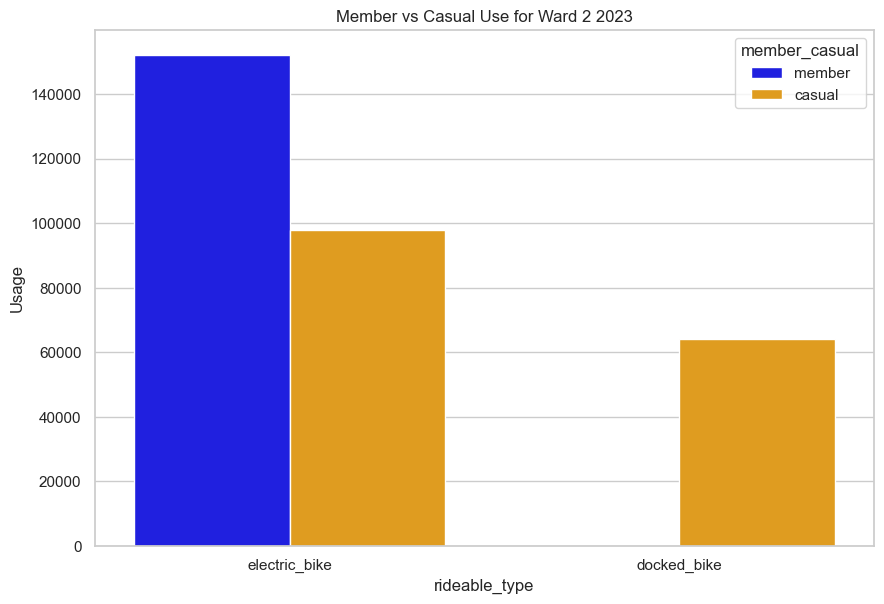 Member vs Casual Use for Ward 2 2023
member_casual
member
casual
140000
120000
100000
80000
60000
40000
20000
0
Usage
electric_bike
docked_bike
rideable_type